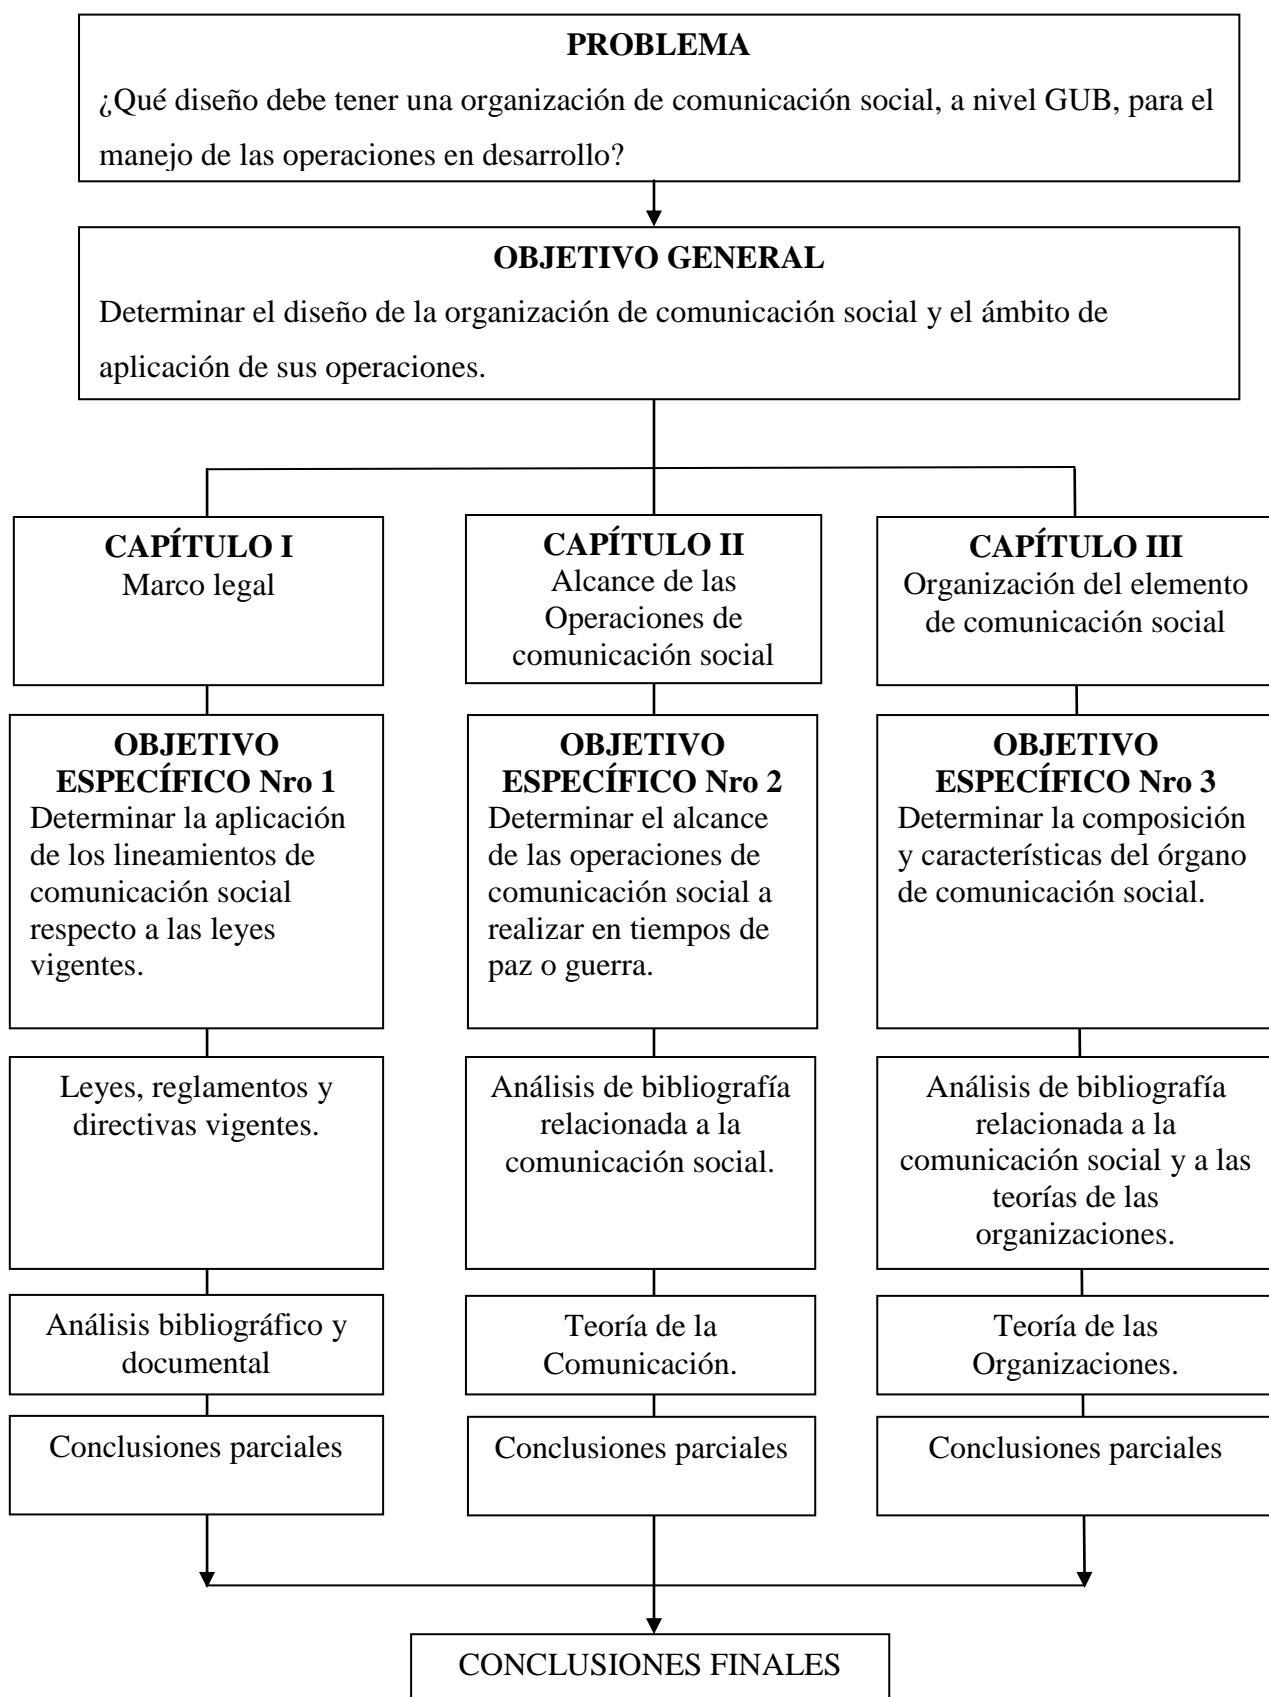 PROBLEMA
¿Qué diseño debe tener una organización de comunicación social, a nivel GUB, para el
manejo de las operaciones en desarrollo?
OBJETIVO GENERAL
Determinar el diseño de la organización de comunicación social y el ámbito de
aplicación de sus operaciones.
CAPÍTULO I
Marco legal
CAPÍTULO II
Alcance de las
Operaciones de
comunicación social
CAPÍTULO III
Organización del elemento
de comunicación social
OBJETIVO
ESPECÍFICO Nro 1
Determinar la aplicación
de los lineamientos de
comunicación social
respecto a las leyes
vigentes.
OBJETIVO
ESPECÍFICO Nro 2
Determinar el alcance
de las operaciones de
comunicación social a
realizar en tiempos de
paz o guerra.
OBJETIVO
ESPECÍFICO Nro 3
Determinar la composición
y características del órgano
de comunicación social.
Leyes, reglamentos y
directivas vigentes.
Análisis de bibliografía
relacionada a la
comunicación social.
Análisis de bibliografía
relacionada a la
comunicación social y a las
teorías de las
organizaciones.
Análisis bibliográfico y
documental
Teoría de la
Comunicación.
Teoría de las
Organizaciones.
Conclusiones parciales
Conclusiones parciales
Conclusiones parciales
CONCLUSIONES FINALES